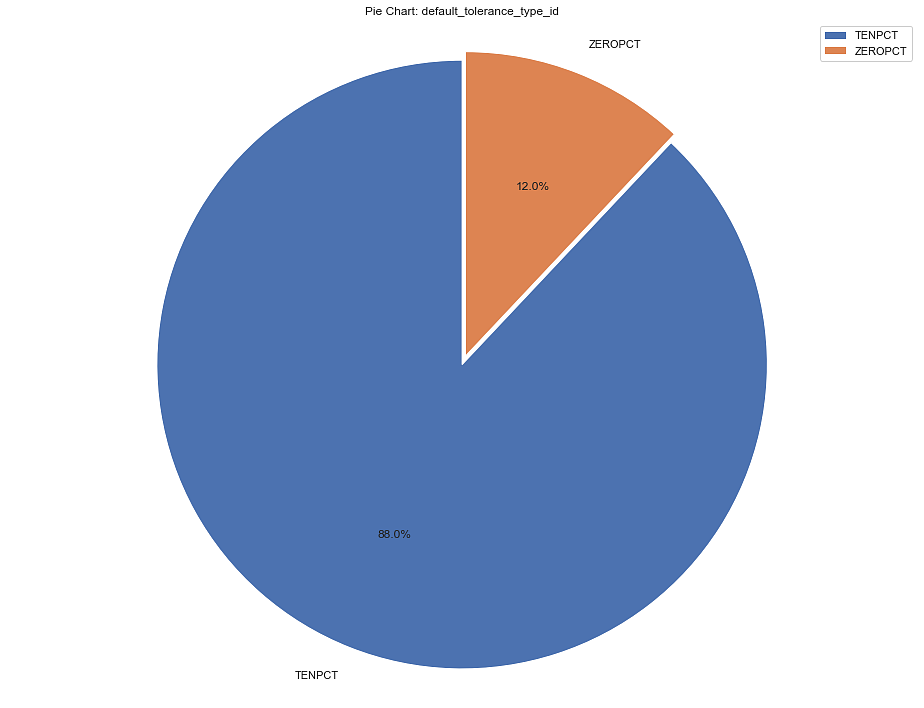 Pie Chart: default_tolerance_type_id
TENPCT
ZEROPCT
ZEROPCT
12.0%
88.0%
TENPCT